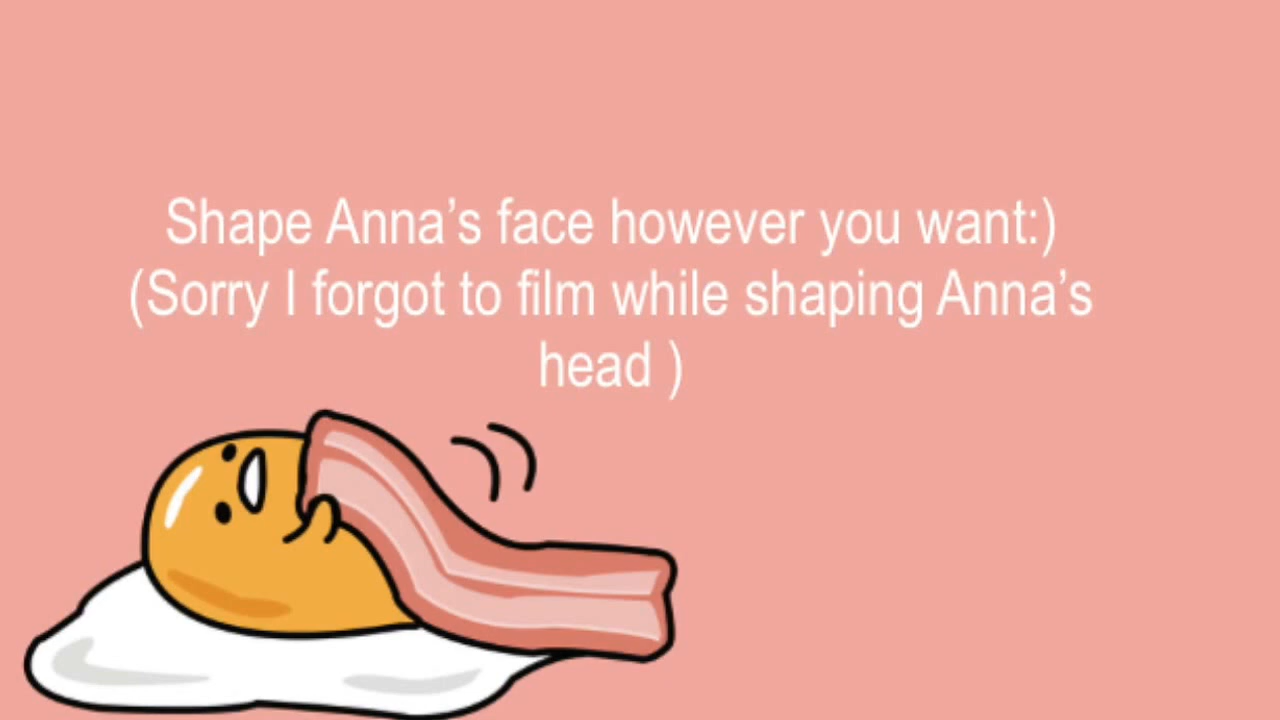 Shape Anna’s face however you want:)
(Sorry I forgot to film while shaping Anna’s
head )